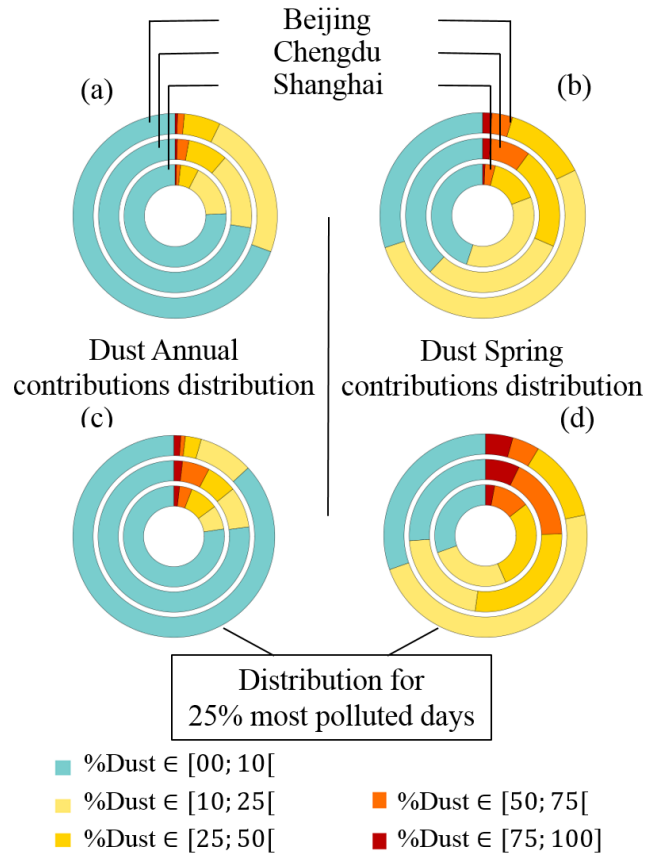 Beijing
Chengdu
Shanghai
(a)
(b)
Dust Annual
contributions distribution
Dust Spring
contributions distribution
(c)
(d)
Distribution for
25% most polluted days
%Dust ∈ [00; 10[
%Dust ∈ [10; 25[
%Dust ∈ [25; 50[
%Dust ∈ [50; 75[
%Dust ∈ [75; 100]